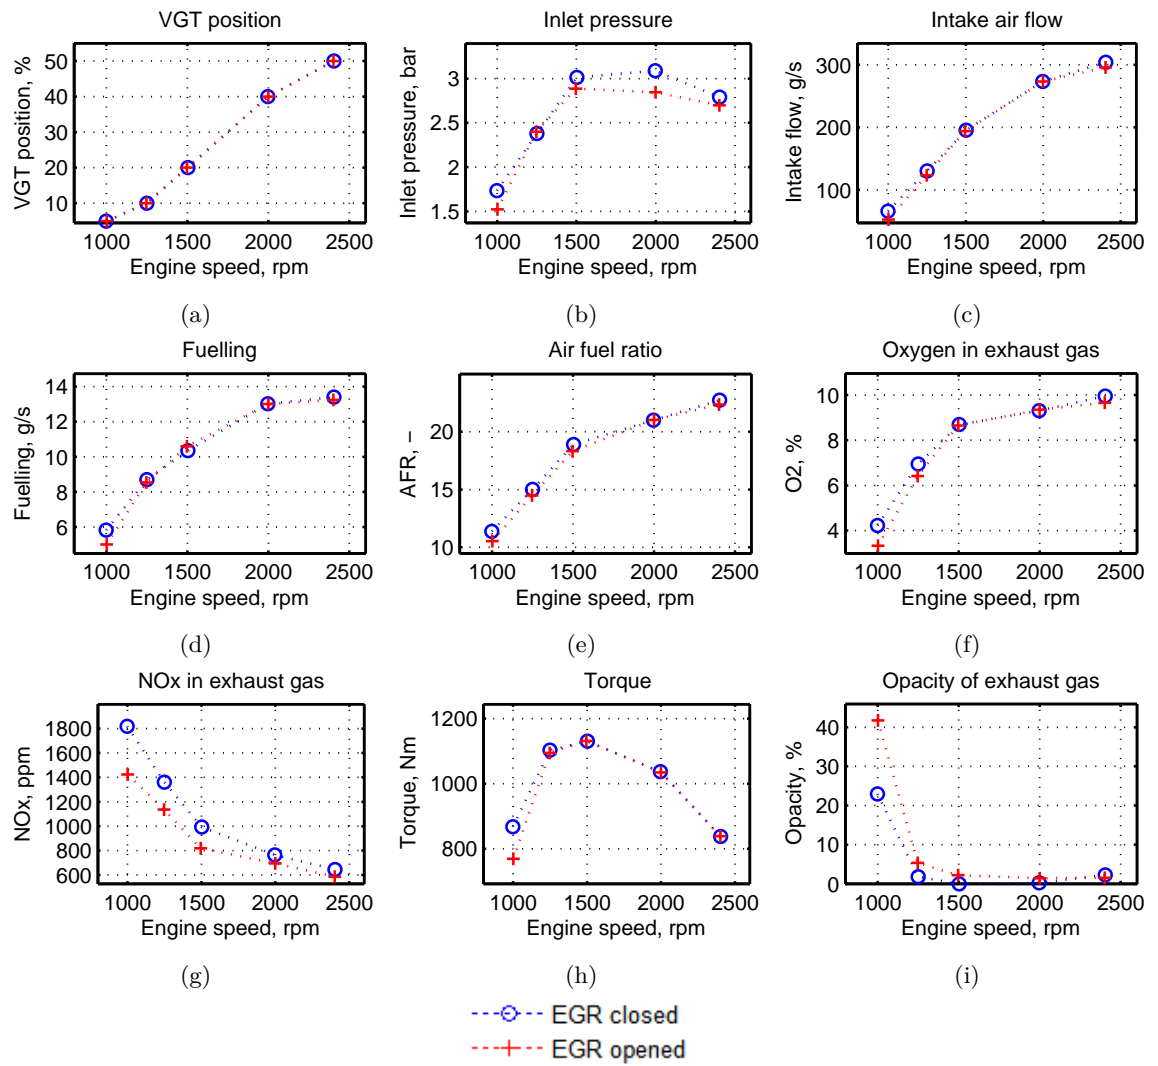 VGT position
VGT position, %
50
40
30
20
10
1000 1500 2000 2500
Engine speed, rpm
(a)
Inlet pressure
Inlet pressure, bar
3
2.5
2
1.5
1000 1500 2000 2500
Engine speed, rpm
(b)
Intake air flow
Intake flow, g/s
300
200
100
1000 1500 2000 2500
Engine speed, rpm
(c)
Fuelling
Fuelling, g/s
14
12
10
8
6
1000 1500 2000 2500
Engine speed, rpm
(d)
Air fuel ratio
AFR, –
20
15
10
1000 1500 2000 2500
Engine speed, rpm
(e)
Oxygen in exhaust gas
O2, %
10
8
6
4
1000 1500 2000 2500
Engine speed, rpm
(f)
NOx in exhaust gas
NOx, ppm
1800
1600
1400
1200
1000
800
600
1000 1500 2000 2500
Engine speed, rpm
(g)
Torque
Torque, Nm
1200
1000
800
1000 1500 2000 2500
Engine speed, rpm
(h)
Opacity of exhaust gas
Opacity, %
40
30
20
10
0
1000 1500 2000 2500
Engine speed, rpm
(i)
EGR closed
EGR opened